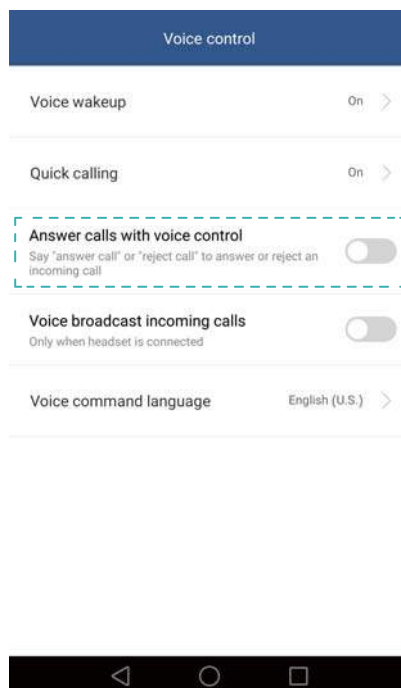 Voice control
Voice wakeup On
Quick calling On
Answer calls with voice control
Say "answer call" or "reject call" to answer or reject an
incoming call
Voice broadcast incoming calls
Only when headset is connected
Voice command language English (U.S.)